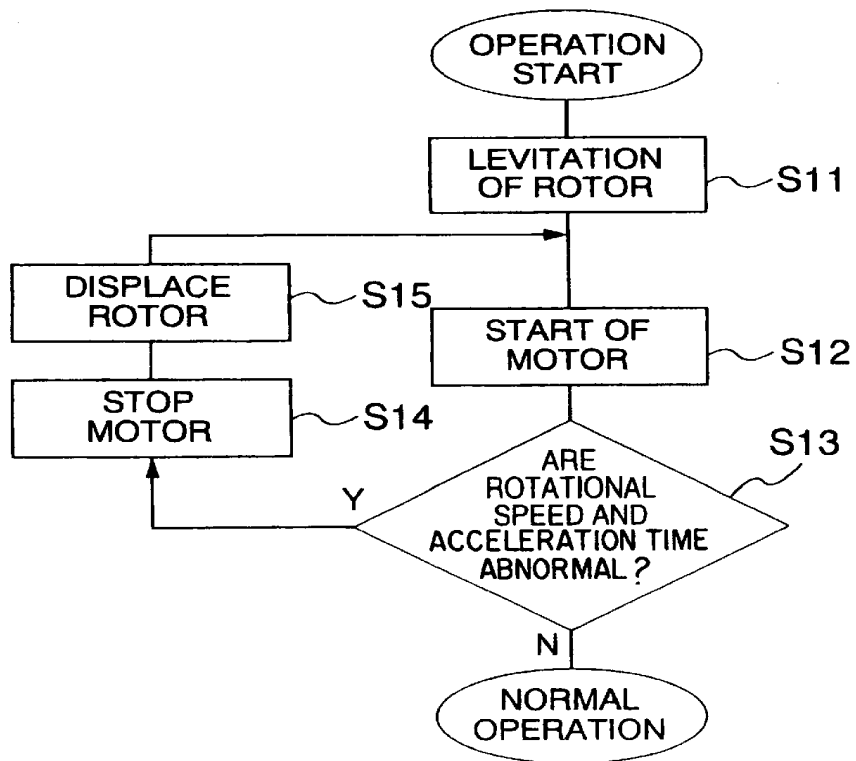 OPERATION
START
LEVITATION
OF ROTOR
S11
DISPLACE
ROTOR
S15
START OF
MOTOR
S12
STOP
MOTOR
S14
ARE
ROTATIONAL
SPEED AND
ACCELERATION TIME
ABNORMAL?
S13
Y
N
NORMAL
OPERATION